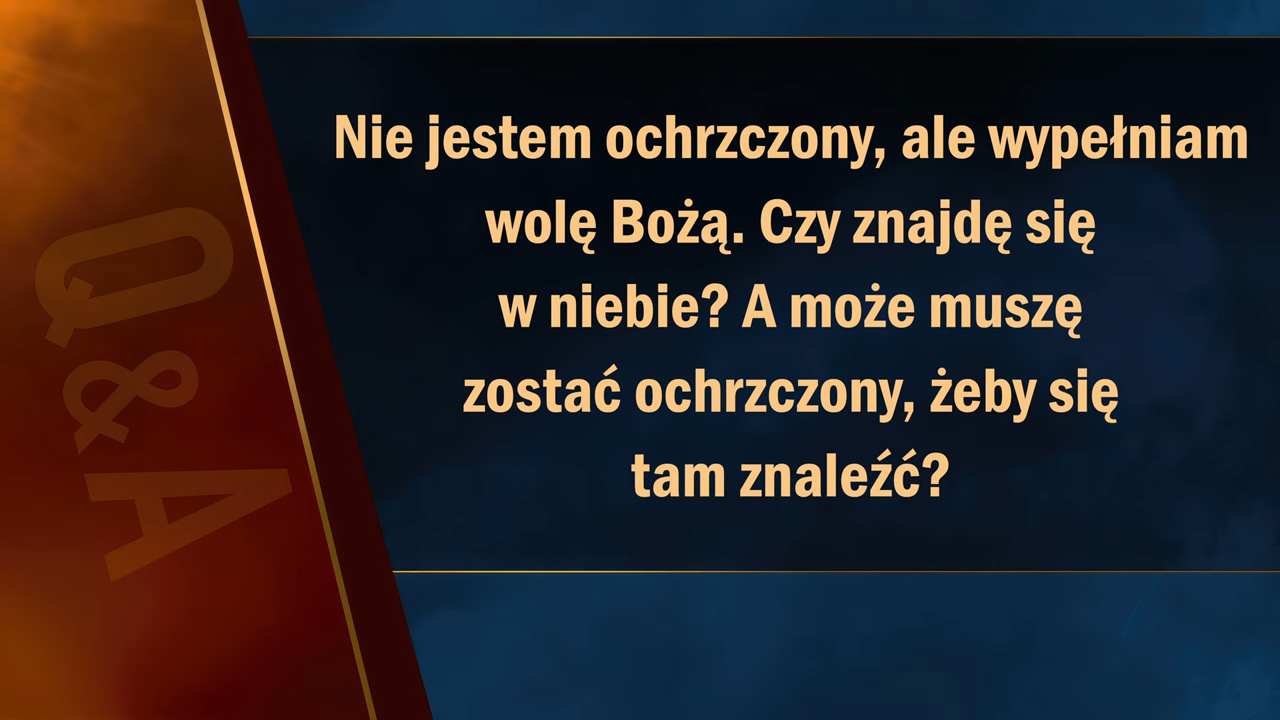 Nie jestem ochrzczony, ale wypełniam
wolę Bożą. Czy znajdę się
w niebie? A może muszę
zostać ochrzczony, żeby się
tam znaleźć?
Q&A